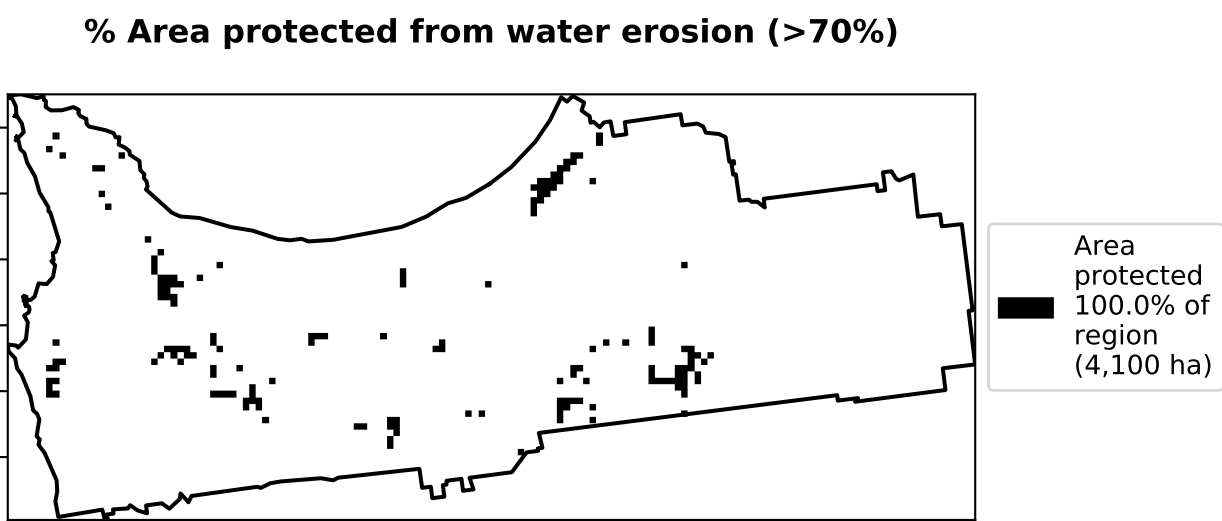 % Area protected from water erosion (>70%)
Area
protected
100.0% of
region
(4,100 ha)